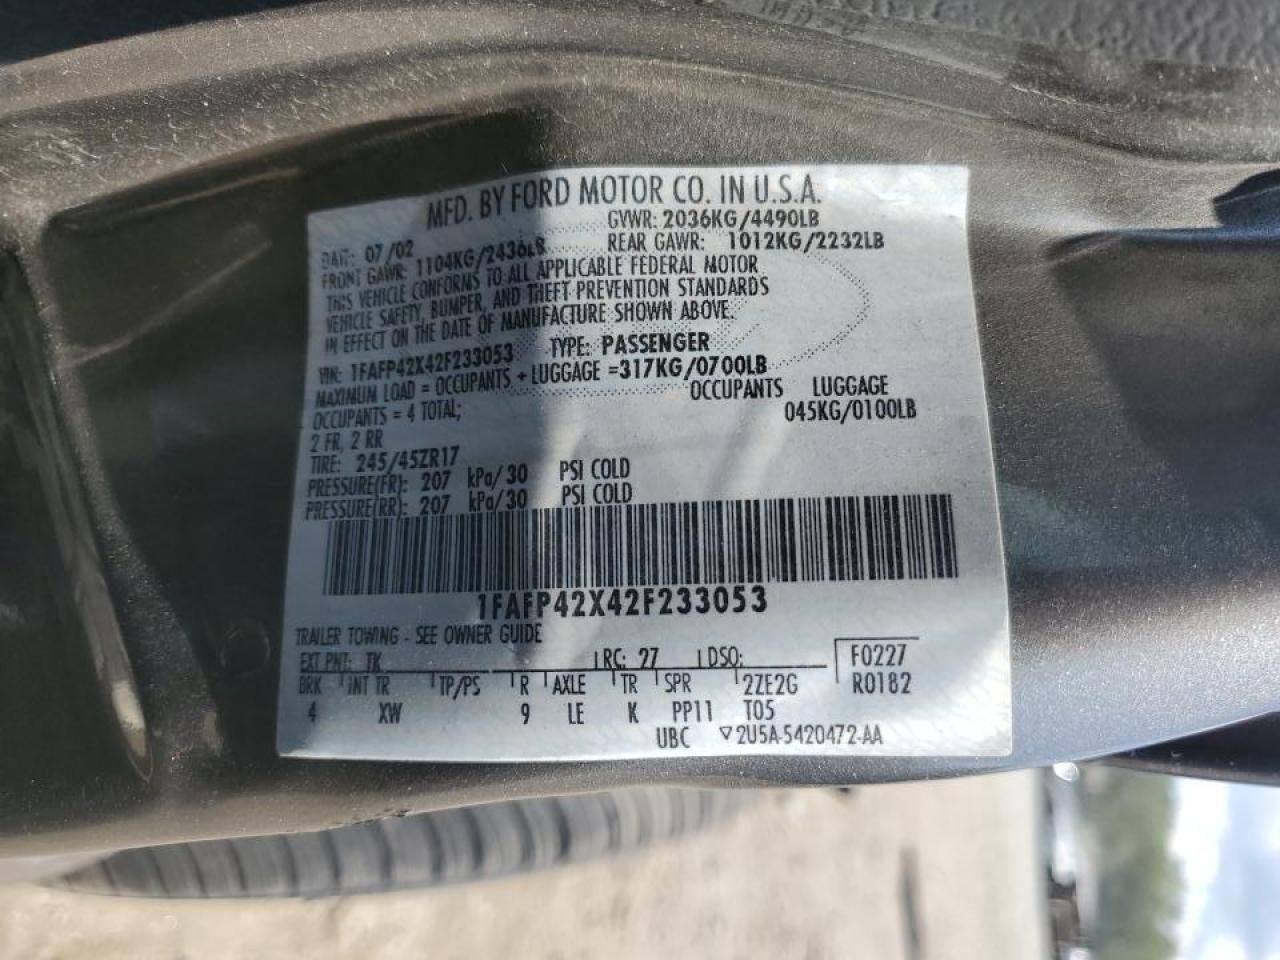 MFD. BY FORD MOTOR CO. IN U.S.A.
DATE: 07/02 GVWR: 2036KG/4490LB
FRONT GAWR: 1104KG/2436LB REAR GAWR: 1012KG/2232LB
THIS VEHICLE CONFORMS TO ALL APPLICABLE FEDERAL MOTOR
VEHICLE SAFETY, BUMPER, AND THEFT PREVENTION STANDARDS
IN EFFECT ON THE DATE OF MANUFACTURE SHOWN ABOVE.
VIN: 1FAFP42X42F233053 TYPE: PASSENGER
MAXIMUM LOAD = OCCUPANTS + LUGGAGE =317KG/0700LB
OCCUPANTS = 4 TOTAL; OCCUPANTS LUGGAGE
2 FR, 2 RR 045KG/0100LB
TIRE: 245/45ZR17
PRESSURE(FR): 207 kPa/30 PSI COLD
PRESSURE(RR): 207 kPa/30 PSI COLD
1FAFP42X42F233053
TRAILER TOWING - SEE OWNER GUIDE
EXT PNT: TK RC: 27 DSO: F0227
BRK INT TR TP/PS R AXLE TR SPR 2ZE2G R0182
4 XW 9 LE K PP11 T05
UBC ▽2U5A-5420472-AA